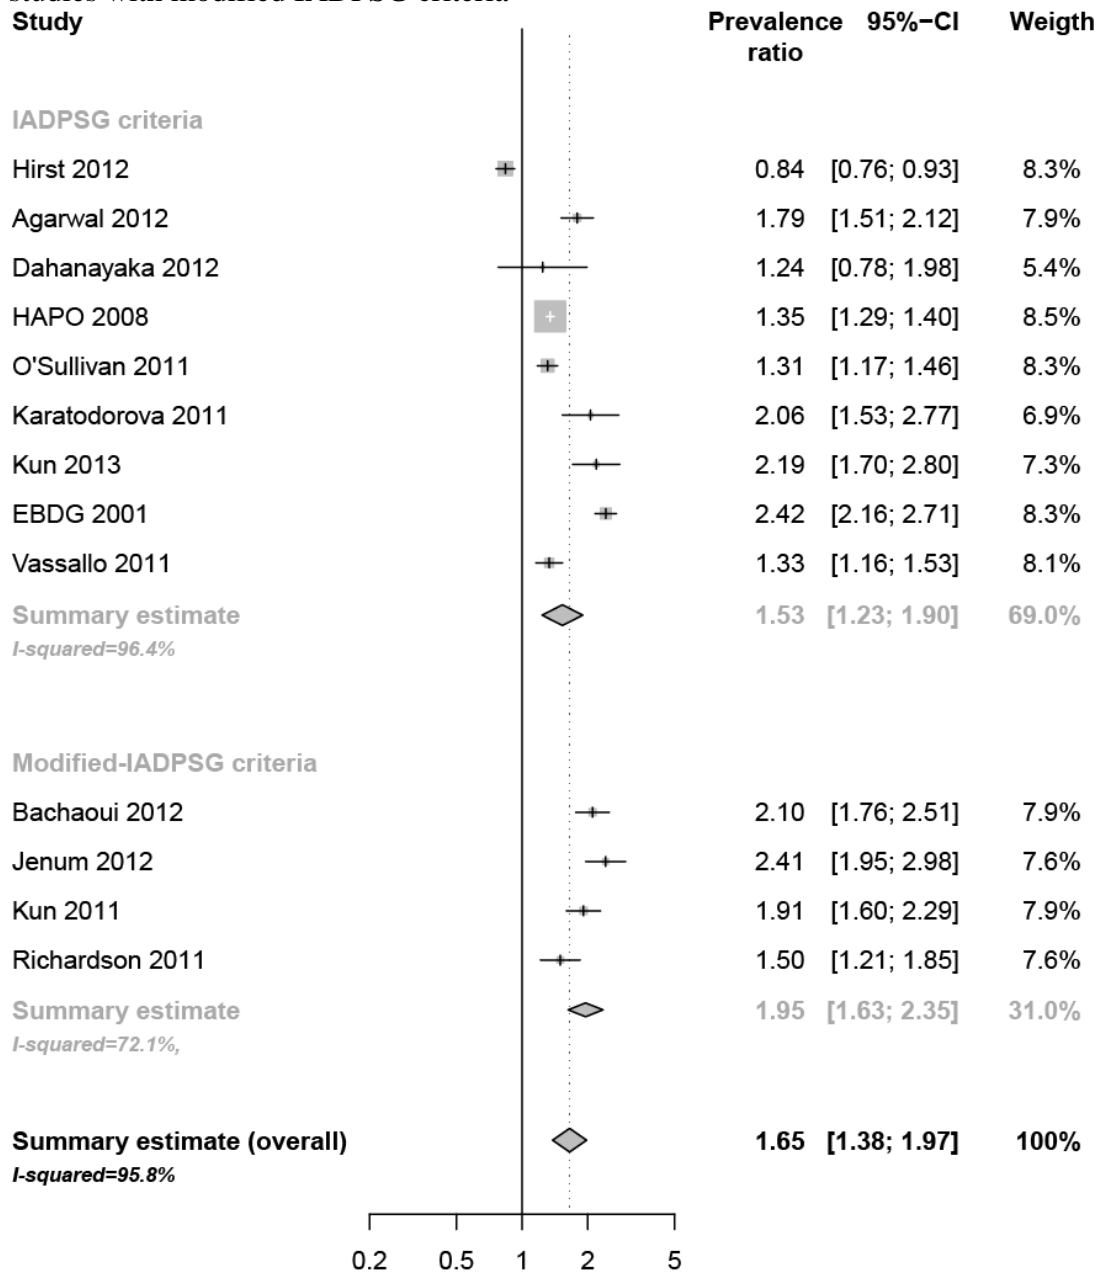 studies with modified IADPSG criteria
Study Prevalence ratio 95%−CI Weigth
IADPSG criteria
Hirst 2012 0.84 [0.76; 0.93] 8.3%
Agarwal 2012 1.79 [1.51; 2.12] 7.9%
Dahanayaka 2012 1.24 [0.78; 1.98] 5.4%
HAPO 2008 1.35 [1.29; 1.40] 8.5%
O'Sullivan 2011 1.31 [1.17; 1.46] 8.3%
Karatodorova 2011 2.06 [1.53; 2.77] 6.9%
Kun 2013 2.19 [1.70; 2.80] 7.3%
EBDG 2001 2.42 [2.16; 2.71] 8.3%
Vassallo 2011 1.33 [1.16; 1.53] 8.1%
Summary estimate 1.53 [1.23; 1.90] 69.0%
I-squared=96.4%
Modified-IADPSG criteria
Bachaoui 2012 2.10 [1.76; 2.51] 7.9%
Jenum 2012 2.41 [1.95; 2.98] 7.6%
Kun 2011 1.91 [1.60; 2.29] 7.9%
Richardson 2011 1.50 [1.21; 1.85] 7.6%
Summary estimate 1.95 [1.63; 2.35] 31.0%
I-squared=72.1%,
Summary estimate (overall) 1.65 [1.38; 1.97] 100%
I-squared=95.8%
0.2 0.5 1 2 5